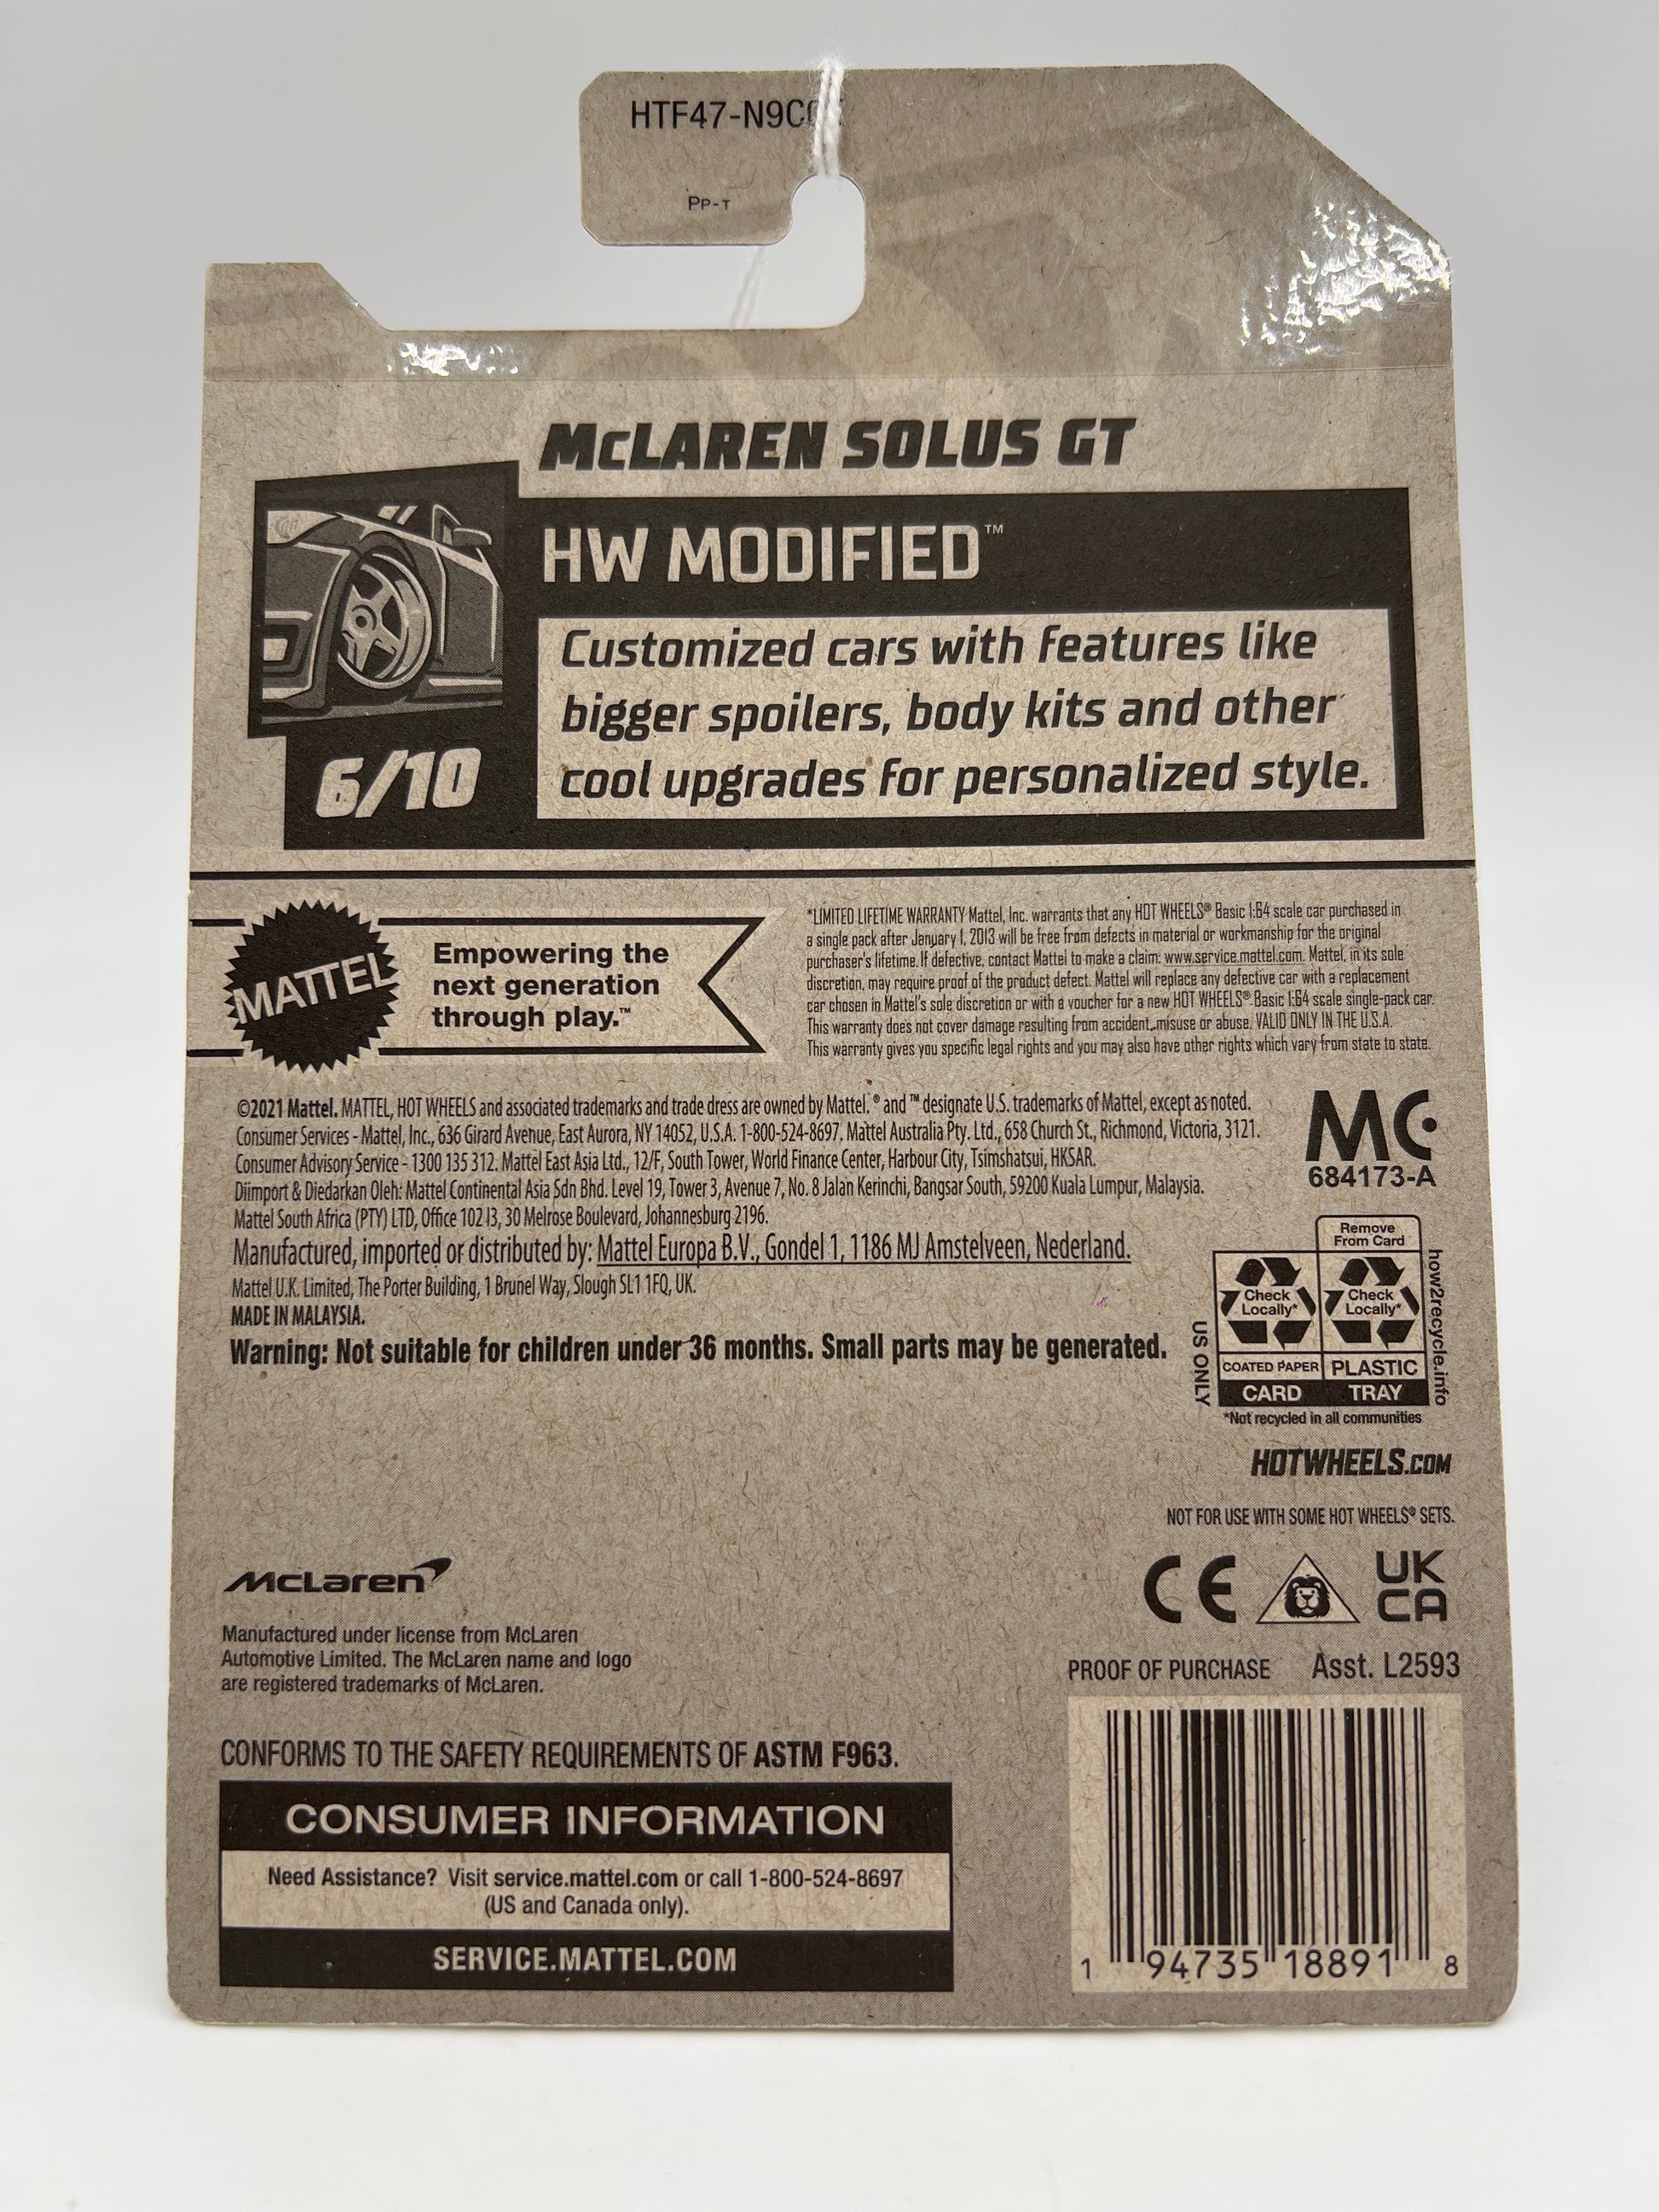 HTF47-N9C
PP-T
McLAREN SOLUS GT
HW MODIFIED™
Customized cars with features like
bigger spoilers, body kits and other
cool upgrades for personalized style.
6/10
MATTEL
Empowering the
next generation
through play.™
*LIMITED LIFETIME WARRANTY Mattel, Inc. warrants that any HOT WHEELS® Basic 1:64 scale car purchased in
a single pack after January 1, 2013 will be free from defects in material or workmanship for the original
purchaser's lifetime. If defective, contact Mattel to make a claim: www.service.mattel.com. Mattel, in its sole
discretion, may require proof of the product defect. Mattel will replace any defective car with a replacement
car chosen in Mattel's sole discretion or with a voucher for a new HOT WHEELS® Basic 1:64 scale single-pack car.
This warranty does not cover damage resulting from accident, misuse or abuse. VALID ONLY IN THE U.S.A.
This warranty gives you specific legal rights and you may also have other rights which vary from state to state.
©2021 Mattel. MATTEL, HOT WHEELS and associated trademarks and trade dress are owned by Mattel. ® and ™ designate U.S. trademarks of Mattel, except as noted.
Consumer Services - Mattel, Inc., 636 Girard Avenue, East Aurora, NY 14052, U.S.A. 1-800-524-8697. Mattel Australia Pty. Ltd., 658 Church St., Richmond, Victoria, 3121.
Consumer Advisory Service - 1300 135 312. Mattel East Asia Ltd., 12/F, South Tower, World Finance Center, Harbour City, Tsimshatsui, HKSAR.
Diimport & Diedarkan Oleh: Mattel Continental Asia Sdn Bhd. Level 19, Tower 3, Avenue 7, No. 8 Jalan Kerinchi, Bangsar South, 59200 Kuala Lumpur, Malaysia.
Mattel South Africa (PTY) LTD, Office 102 I3, 30 Melrose Boulevard, Johannesburg 2196.
Manufactured, imported or distributed by: Mattel Europa B.V., Gondel 1, 1186 MJ Amstelveen, Nederland.
Mattel U.K. Limited, The Porter Building, 1 Brunel Way, Slough SL1 1FQ, UK.
MADE IN MALAYSIA.
Warning: Not suitable for children under 36 months. Small parts may be generated.
MC
684173-A
Remove
From Card
Check
Locally*
Check
Locally*
COATED PAPER
PLASTIC
CARD
TRAY
US ONLY
how2recycle.info
*Not recycled in all communities
HOTWHEELS.COM
NOT FOR USE WITH SOME HOT WHEELS® SETS.
CE
UK
CA
McLaren
Manufactured under license from McLaren
Automotive Limited. The McLaren name and logo
are registered trademarks of McLaren.
PROOF OF PURCHASE Asst. L2593
CONFORMS TO THE SAFETY REQUIREMENTS OF ASTM F963.
CONSUMER INFORMATION
Need Assistance? Visit service.mattel.com or call 1-800-524-8697
(US and Canada only).
SERVICE.MATTEL.COM
1 94735 18891 8